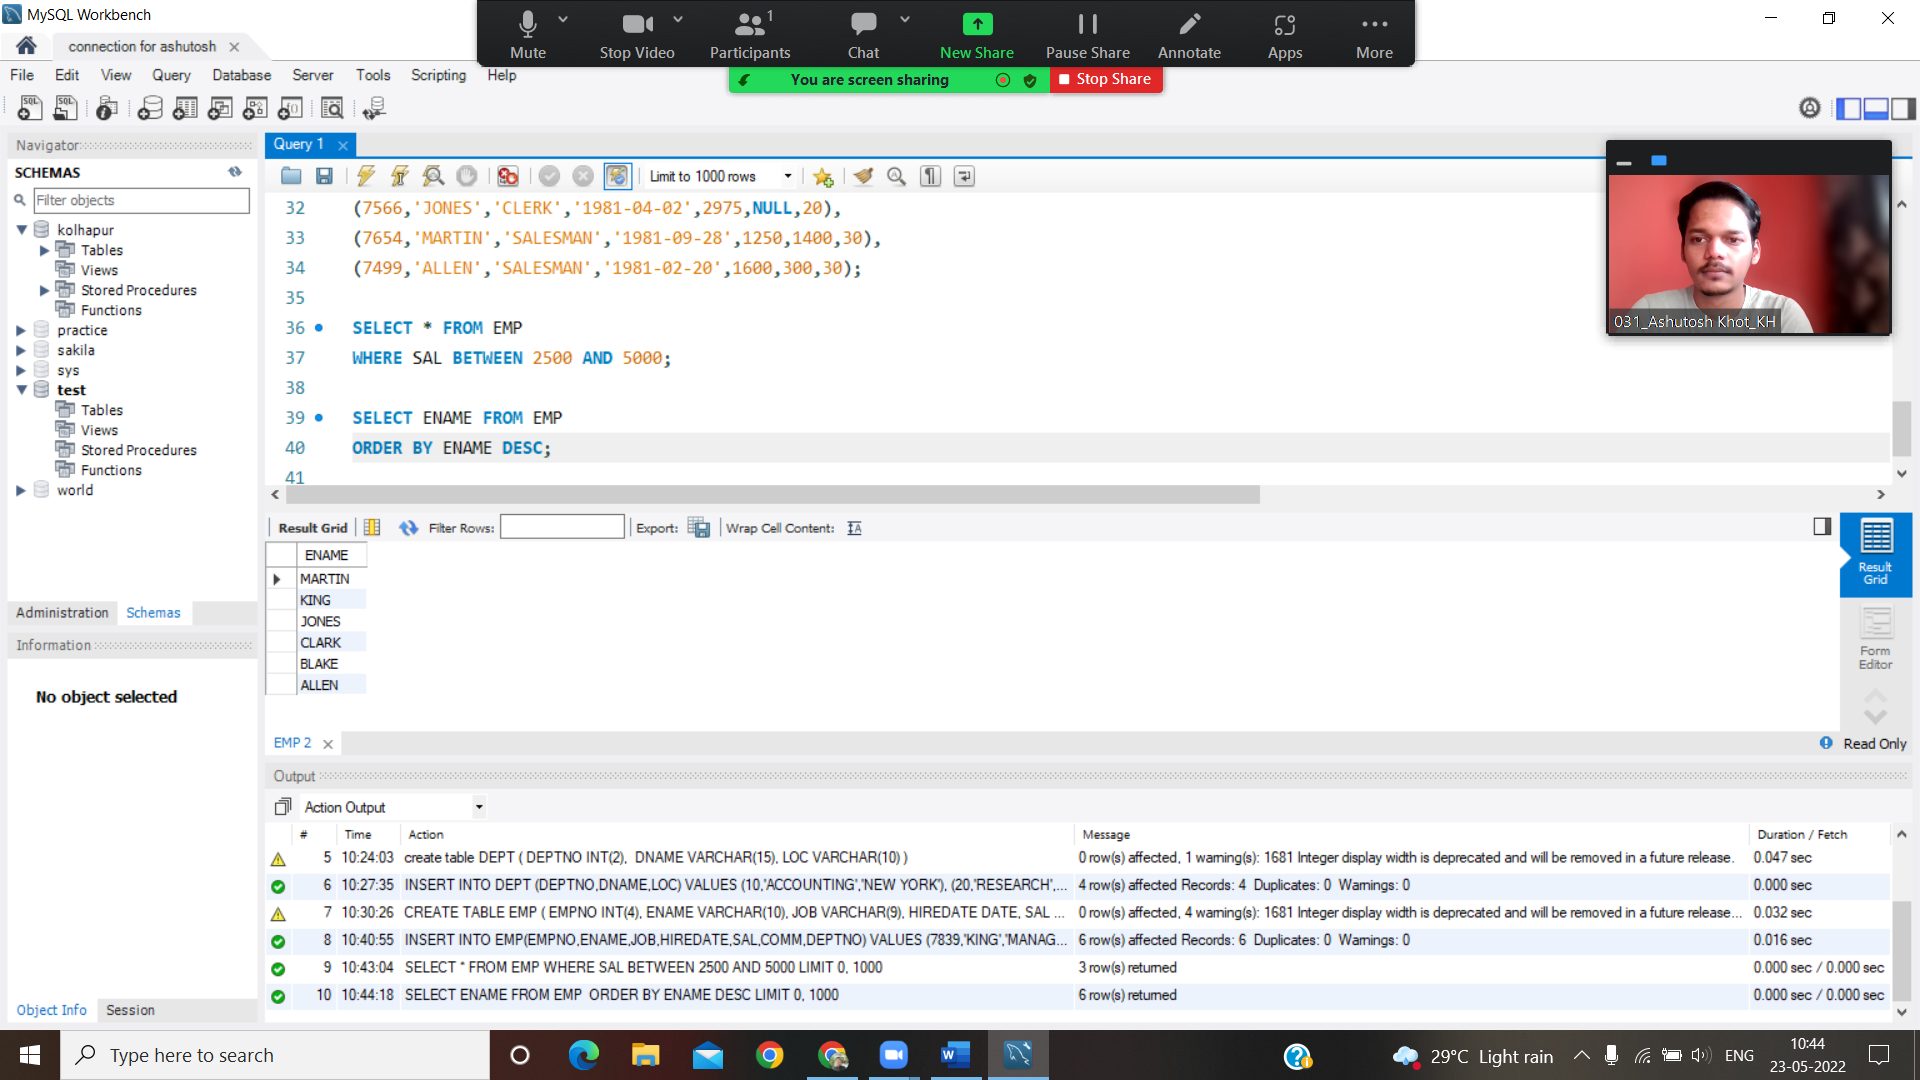 MySQL Workbench
connection for ashutosh
Mute
Stop Video
Participants
1
Chat
New Share
Pause Share
Annotate
Apps
More
You are screen sharing
Stop Share
File Edit View Query Database Server Tools Scripting Help
Navigator
SCHEMAS
Filter objects
kolhapur
Tables
Views
Stored Procedures
Functions
practice
sakila
sys
test
Tables
Views
Stored Procedures
Functions
world
Administration Schemas
Information
No object selected
Object Info Session
Query 1
Limit to 1000 rows
32 (7566,'JONES','CLERK','1981-04-02',2975,NULL,20),
33 (7654,'MARTIN','SALESMAN','1981-09-28',1250,1400,30),
34 (7499,'ALLEN','SALESMAN','1981-02-20',1600,300,30);
35
36 SELECT * FROM EMP
37 WHERE SAL BETWEEN 2500 AND 5000;
38
39 SELECT ENAME FROM EMP
40 ORDER BY ENAME DESC;
41
031_Ashutosh Khot_KH
Result Grid Filter Rows: Export: Wrap Cell Content:
ENAME
MARTIN
KING
JONES
CLARK
BLAKE
ALLEN
Result Grid
Form Editor
EMP 2
Read Only
Output
Action Output
# Time Action Message Duration / Fetch
5 10:24:03 create table DEPT ( DEPTNO INT(2), DNAME VARCHAR(15), LOC VARCHAR(10) ) 0 row(s) affected, 1 warning(s): 1681 Integer display width is deprecated and will be removed in a future release. 0.047 sec
6 10:27:35 INSERT INTO DEPT (DEPTNO,DNAME,LOC) VALUES (10,"ACCOUNTING",'NEW YORK'), (20,'RESEARCH',... 4 row(s) affected Records: 4 Duplicates: 0 Warnings: 0 0.000 sec
7 10:30:26 CREATE TABLE EMP ( EMPNO INT(4), ENAME VARCHAR(10), JOB VARCHAR(9), HIREDATE DATE, SAL ... 0 row(s) affected, 4 warning(s): 1681 Integer display width is deprecated and will be removed in a future release... 0.032 sec
8 10:40:55 INSERT INTO EMP(EMPNO,ENAME,JOB,HIREDATE,SAL,COMM,DEPTNO) VALUES (7839,'KING','MANAG... 6 row(s) affected Records: 6 Duplicates: 0 Warnings: 0 0.016 sec
9 10:43:04 SELECT * FROM EMP WHERE SAL BETWEEN 2500 AND 5000 LIMIT 0, 1000 3 row(s) returned 0.000 sec / 0.000 sec
10 10:44:18 SELECT ENAME FROM EMP ORDER BY ENAME DESC LIMIT 0, 1000 6 row(s) returned 0.000 sec / 0.000 sec
Type here to search
29°C Light rain
ENG
10:44
23-05-2022